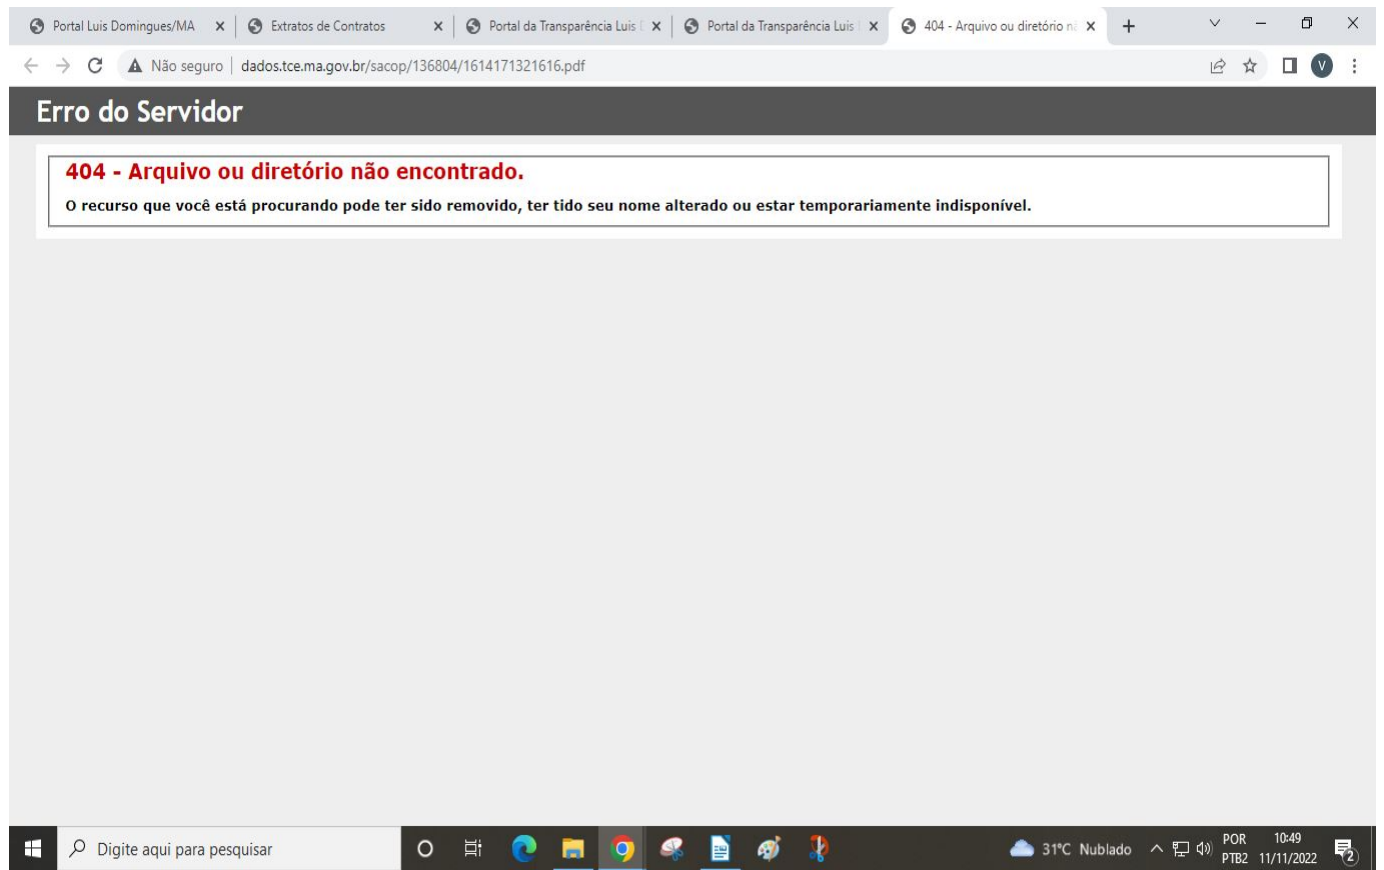 Portal Luis Domingues/MA
Extratos de Contratos
Portal da Transparência Luis
Portal da Transparência Luis
404 - Arquivo ou diretório nã
Não seguro | dados.tce.ma.gov.br/sacop/136804/1614171321616.pdf
V
Erro do Servidor
404 - Arquivo ou diretório não encontrado.
O recurso que você está procurando pode ter sido removido, ter tido seu nome alterado ou estar temporariamente indisponível.
Digite aqui para pesquisar
31°C Nublado
POR
PTB2
10:49
11/11/2022
2